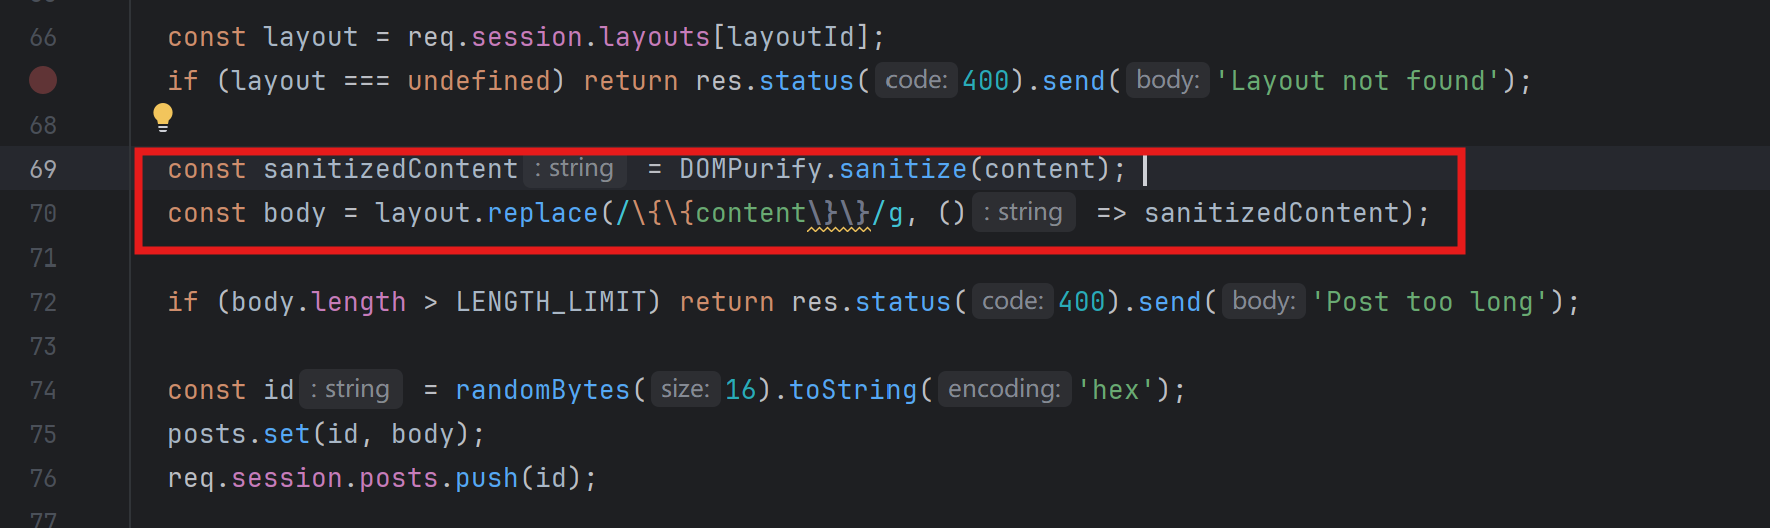 66 const layout = req.session.layouts[layoutId];
if (layout === undefined) return res.status( code: 400).send( body: 'Layout not found');
68
69 const sanitizedContent : string = DOMPurify.sanitize(content);
70 const body = layout.replace(/\{\{content\}\}/g, () : string => sanitizedContent);
71
72 if (body.length > LENGTH_LIMIT) return res.status( code: 400).send( body: 'Post too long');
73
74 const id : string = randomBytes( size: 16).toString( encoding: 'hex');
75 posts.set(id, body);
76 req.session.posts.push(id);
77